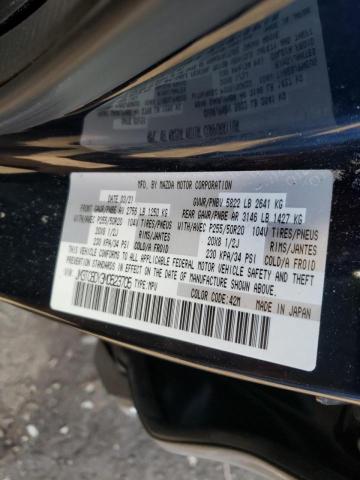 MFD. BY MAZDA MOTOR CORPORATION
DATE: 03/21 GVWR/PNBV 5822 LB 2641 KG
FRONT GAWR/PNBE AV 2756 LB 1250 KG REAR GAWR/PNBE AR 3146 LB 1427 KG
WITH/AVEC P255/50R20 104V TIRES/PNEUS WITH/AVEC P255/50R20 104V TIRES/PNEUS
20X8 1/2J RIMS/JANTES 20X8 1/2J RIMS/JANTES
230 KPA/34 PSI COLD/A FROID 230 KPA/34 PSI COLD/A FROID
THIS VEHICLE CONFORMS TO ALL APPLICABLE FEDERAL MOTOR
VEHICLE SAFETY STANDARDS IN EFFECT ON THE DATE OF MANUFACTURE
SHOWN ABOVE.
VIN: TYPE: MPV COLOR CODE: 42M MADE IN JAPAN